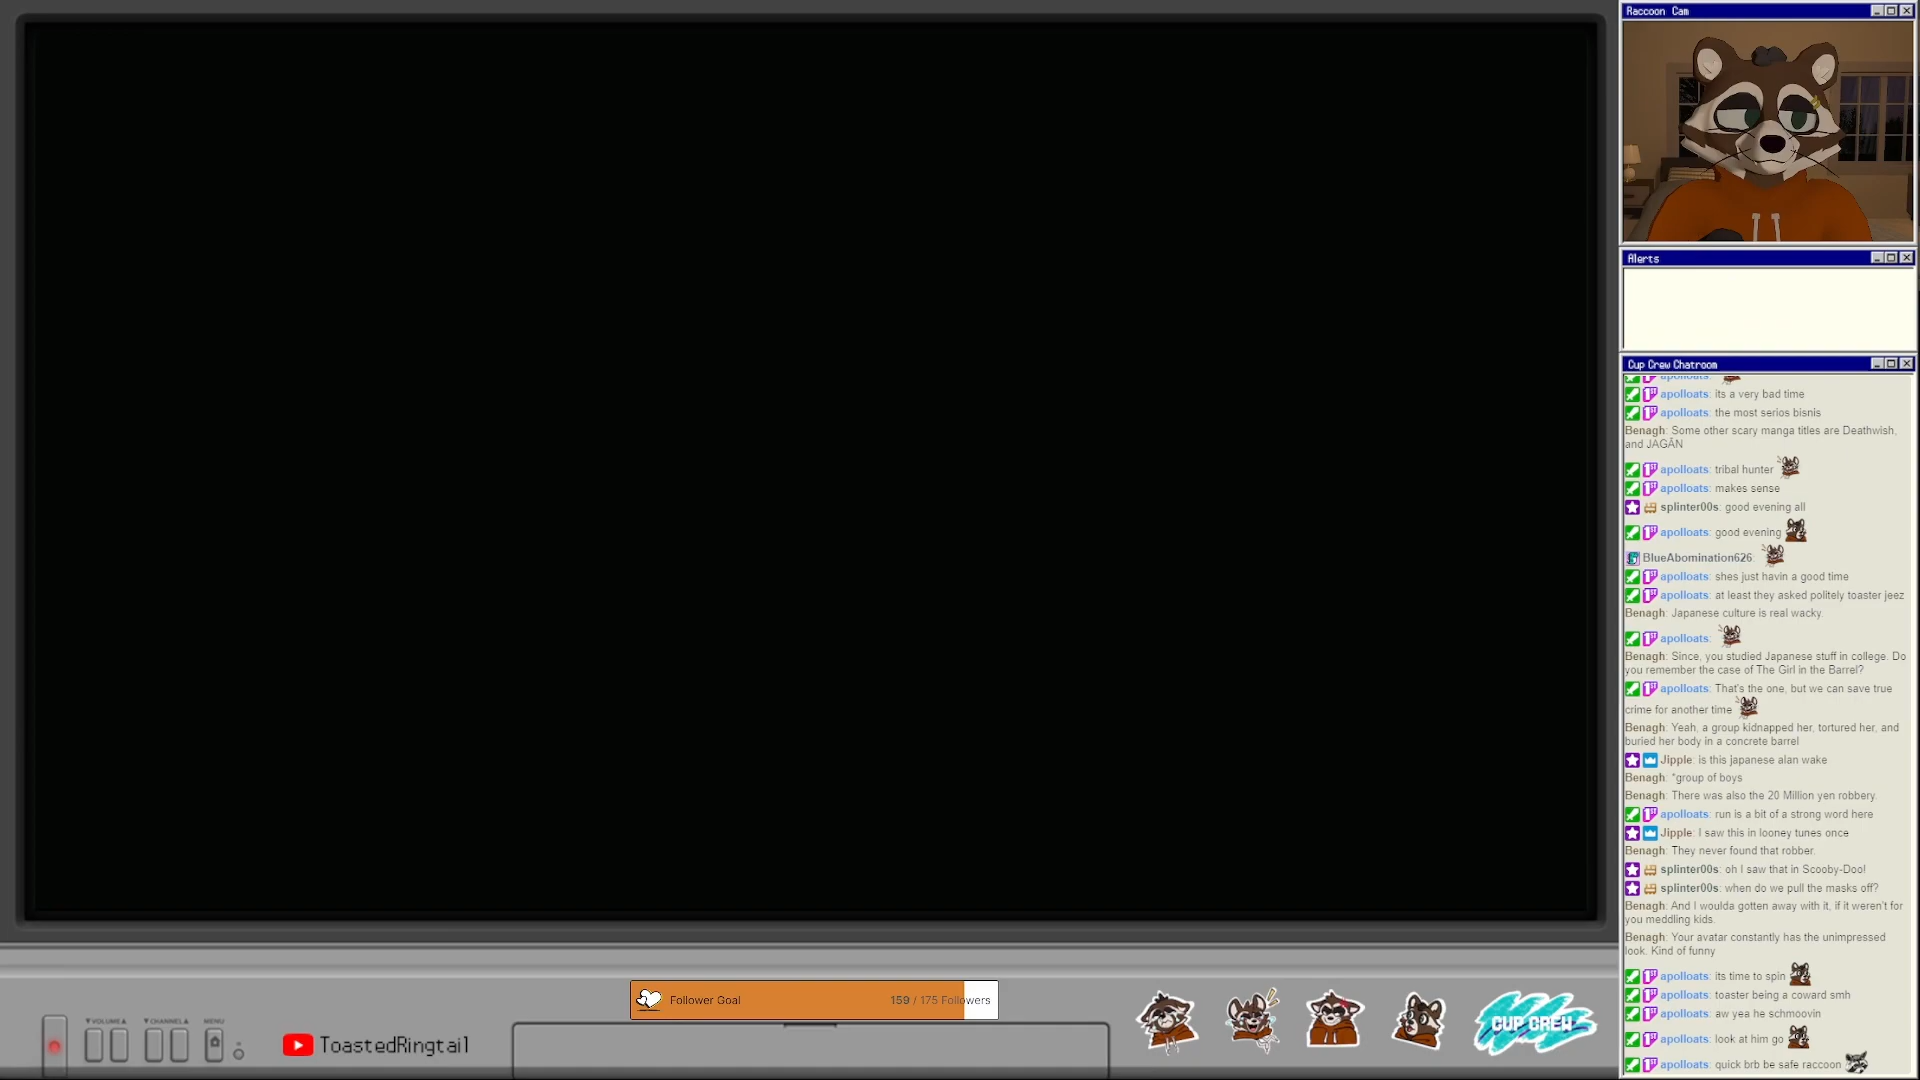 Raccoon Cam
Alerts
Cup Crew Chatroom
apolloats:
apolloats: its a very bad time
apolloats: the most serios bisnis
Benagh: Some other scary manga titles are Deathwish,
and JAGĀN
apolloats: tribal hunter
apolloats: makes sense
splinter00s: good evening all
apolloats: good evening
BlueAbomination626:
apolloats: shes just havin a good time
apolloats: at least they asked politely toaster jeez
Benagh: Japanese culture is real wacky.
apolloats:
Benagh: Since, you studied Japanese stuff in college. Do
you remember the case of The Girl in the Barrel?
apolloats: That's the one, but we can save true
crime for another time
Benagh: Yeah, a group kidnapped her, tortured her, and
buried her body in a concrete barrel
Jipple: is this japanese alan wake
Benagh: *group of boys
Benagh: There was also the 20 Million yen robbery.
apolloats: run is a bit of a strong word here
Jipple: I saw this in looney tunes once
Benagh: They never found that robber.
splinter00s: oh I saw that in Scooby-Doo!
splinter00s: when do we pull the masks off?
Benagh: And I woulda gotten away with it, if it weren't for
you meddling kids.
Benagh: Your avatar constantly has the unimpressed
look. Kind of funny
apolloats: its time to spin
apolloats: toaster being a coward smh
apolloats: aw yea he schmoovin
apolloats: look at him go
apolloats: quick brb be safe raccoon
Follower Goal 159 / 175 Followers
▼VOLUME▲ ▼CHANNEL▲ MENU
ToastedRingtail
CUP CREW